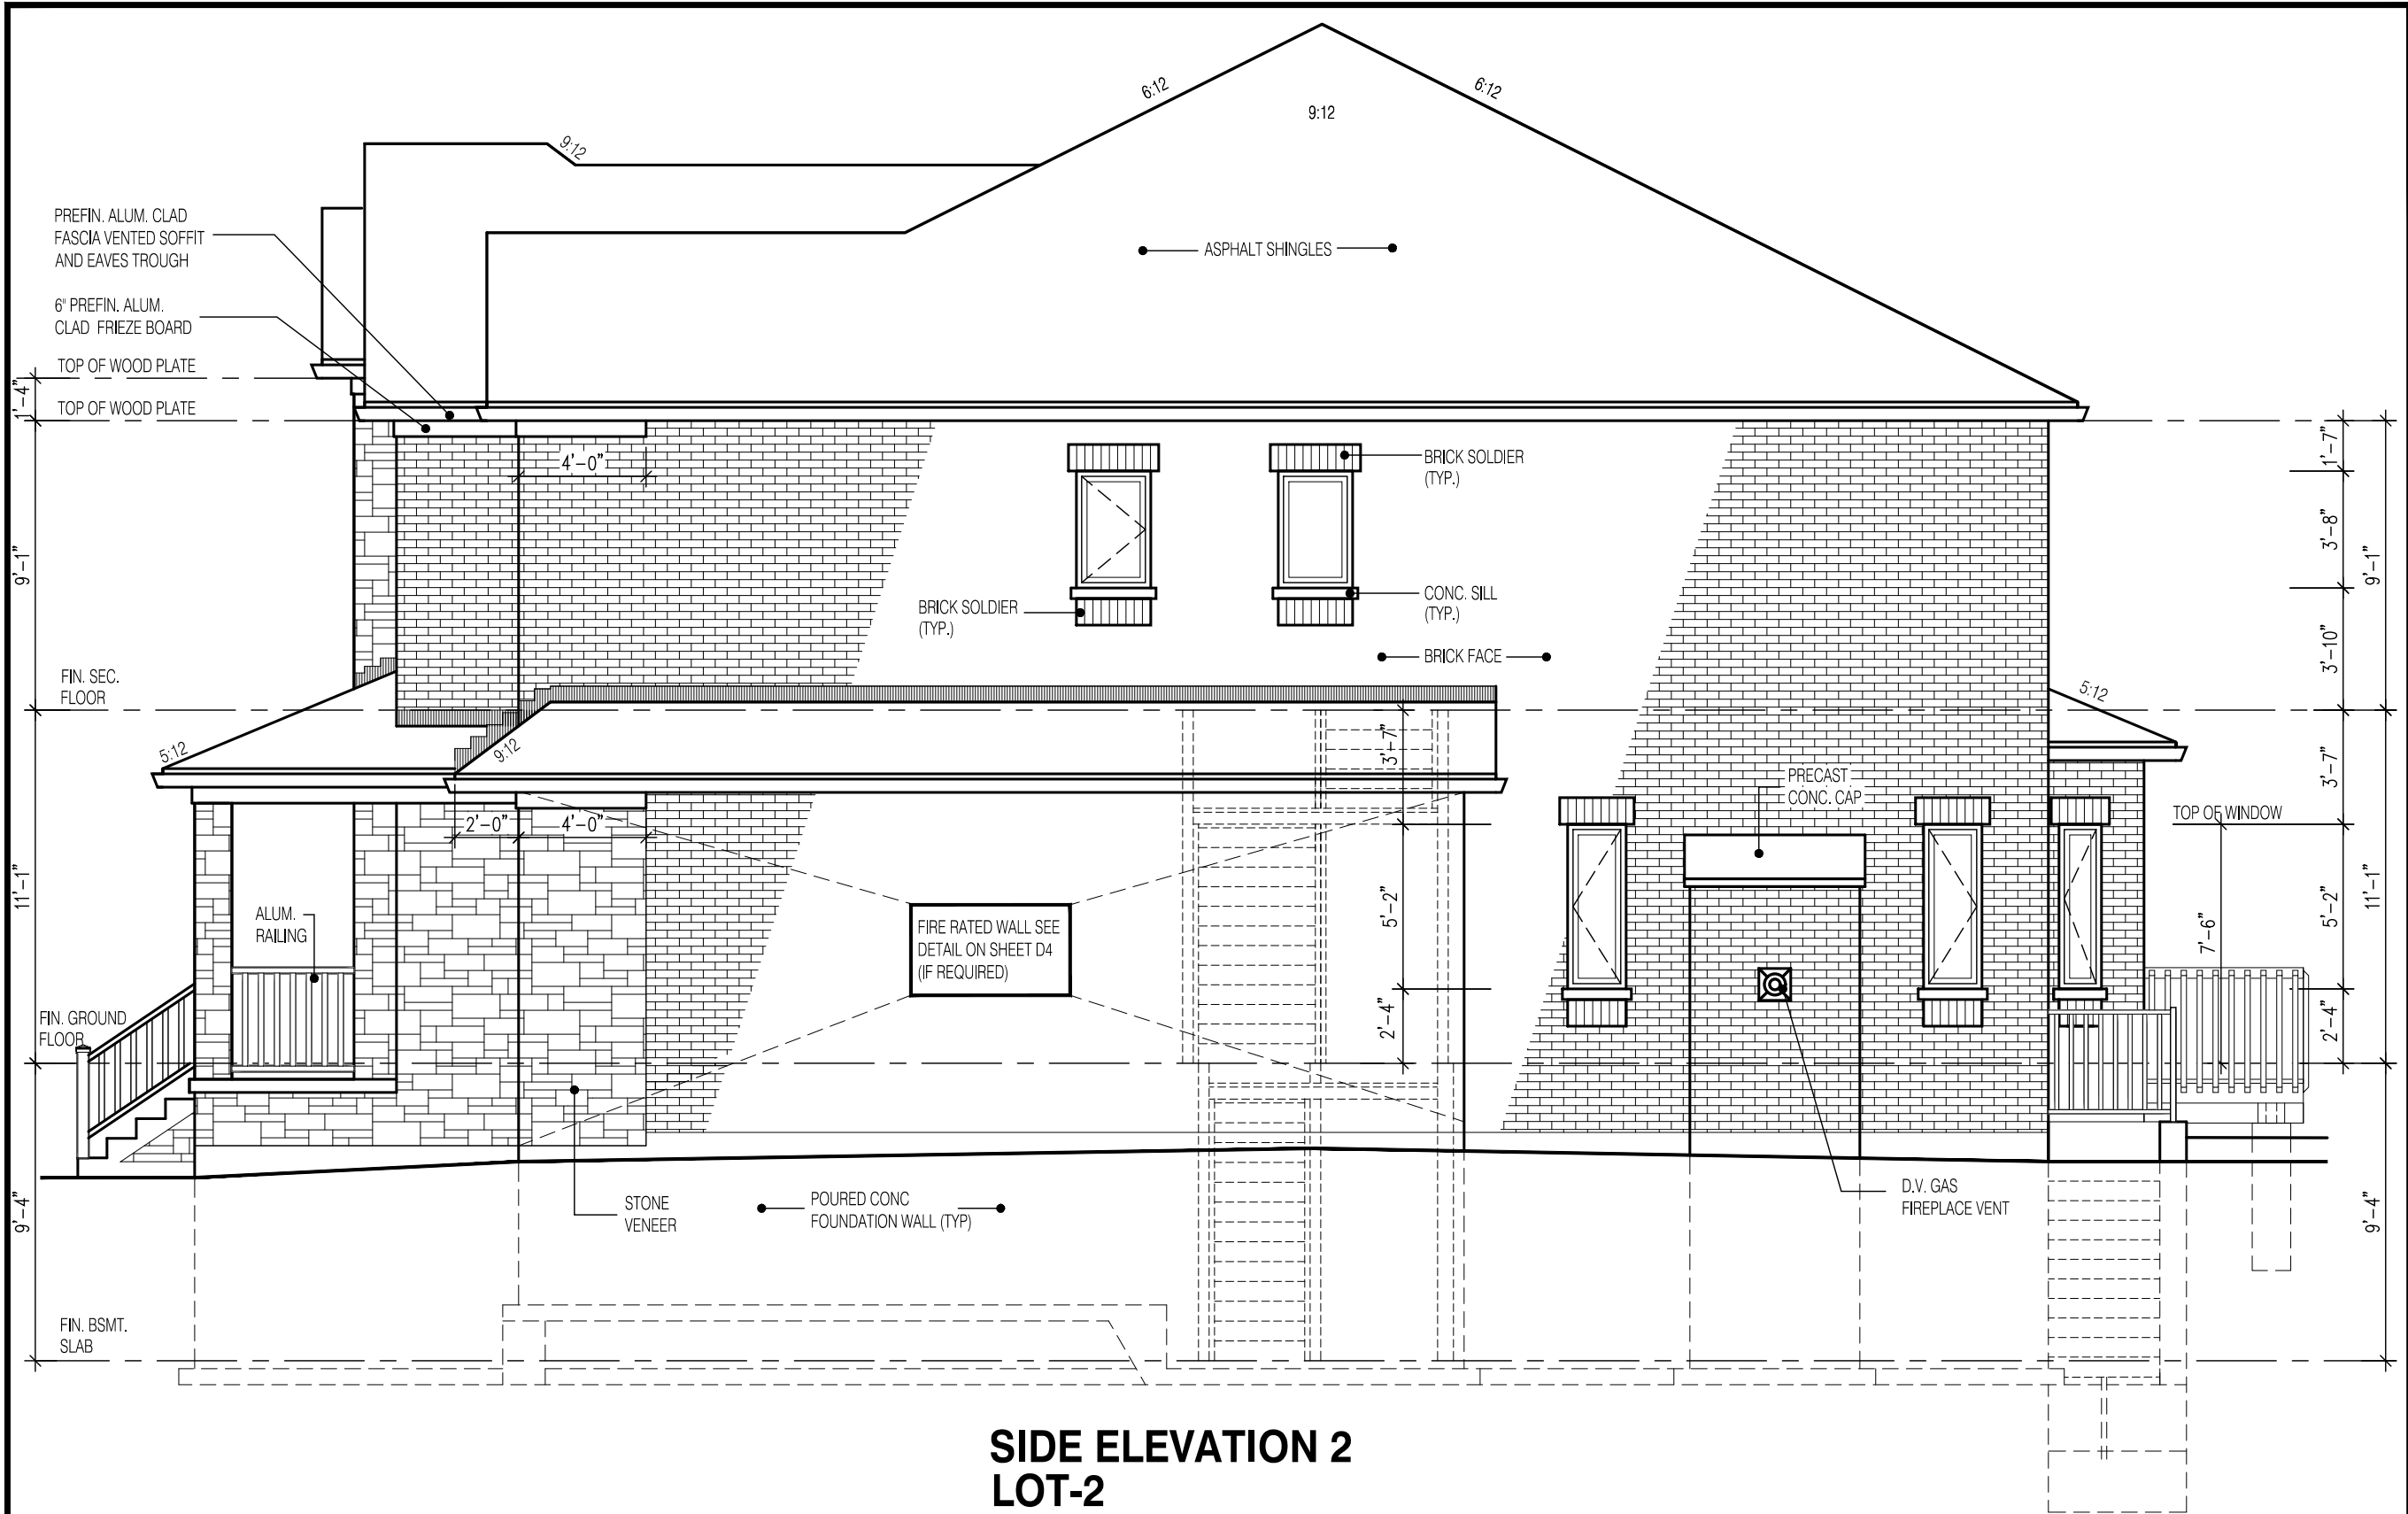 6:12
6:12
9:12
9:12
PREFIN. ALUM. CLAD
FASCIA VENTED SOFFIT
AND EAVES TROUGH
ASPHALT SHINGLES
6" PREFIN. ALUM.
CLAD FRIEZE BOARD
TOP OF WOOD PLATE
1'-4"
TOP OF WOOD PLATE
4'-0"
BRICK SOLDIER
(TYP.)
1'-7"
3'-8"
9'-1"
9'-1"
BRICK SOLDIER
(TYP.)
CONC. SILL
(TYP.)
3'-10"
BRICK FACE
FIN. SEC.
FLOOR
5:12
5:12
9:12
3'-7"
3'-7"
PRECAST
CONC. CAP
TOP OF WINDOW
2'-0"
4'-0"
11'-1"
ALUM.
RAILING
FIRE RATED WALL SEE
DETAIL ON SHEET D4
(IF REQUIRED)
5'-2"
5'-2"
11'-1"
7'-6"
2'-4"
2'-4"
FIN. GROUND
FLOOR
9'-4"
STONE
VENEER
POURED CONC
FOUNDATION WALL (TYP)
D.V. GAS
FIREPLACE VENT
9'-4"
FIN. BSMT.
SLAB
SIDE ELEVATION 2
LOT-2